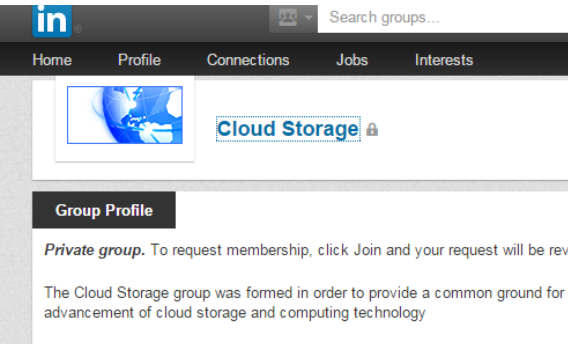 in
Search groups...
Home Profile Connections Jobs Interests
Cloud Storage
Group Profile
Private group. To request membership, click Join and your request will be rev
The Cloud Storage group was formed in order to provide a common ground for
advancement of cloud storage and computing technology